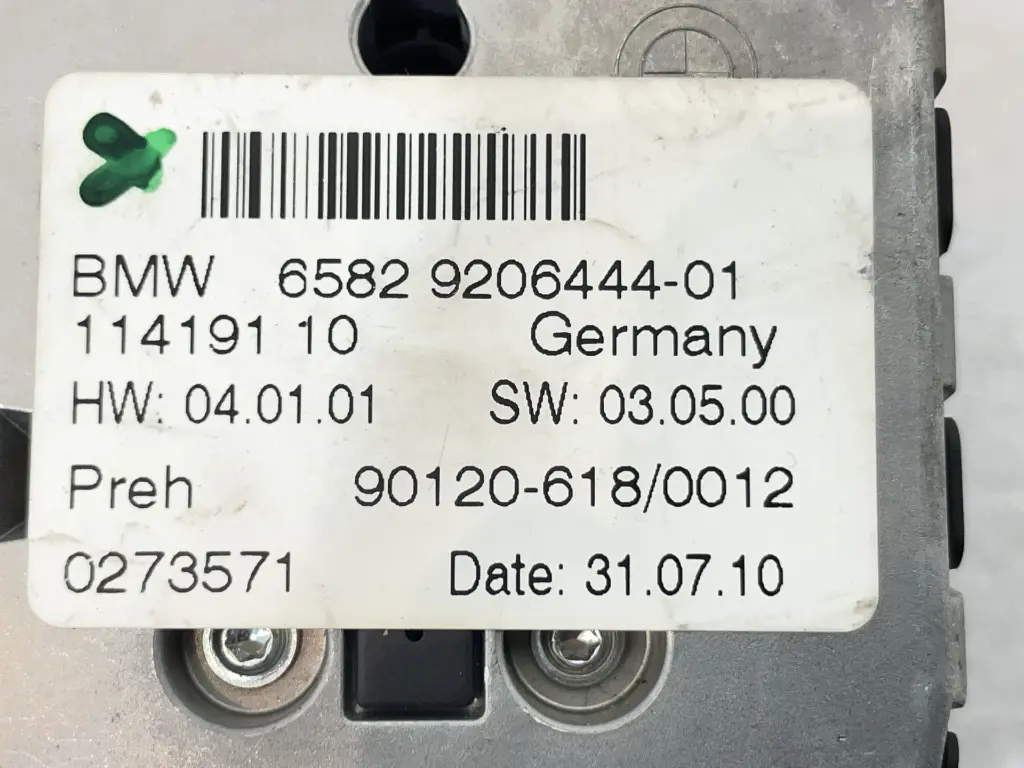 BMW 6582 9206444-01
114191 10 Germany
HW: 04.01.01 SW: 03.05.00
Preh 90120-618/0012
0273571 Date: 31.07.10